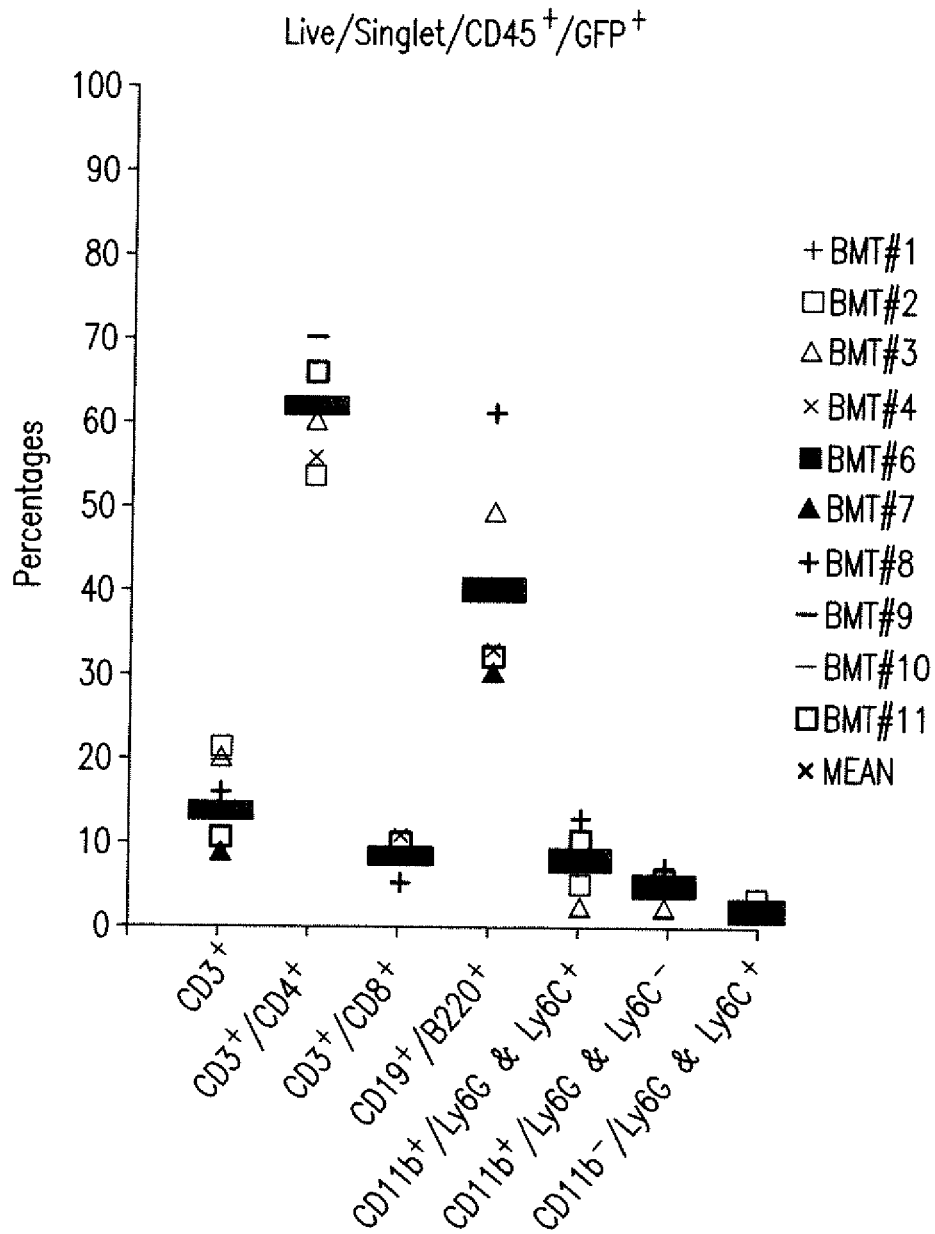 Live/Singlet/CD45+/GFP+
100
90
80
70
60
50
40
30
20
10
0
Percentages
CD3+
CD3+/CD4+
CD3+/CD8+
CD19+/B220+
CD11b+/Ly6G & Ly6C+
CD11b+/Ly6G & Ly6C-
CD11b-/Ly6G & Ly6C+
BMT#1
BMT#2
BMT#3
BMT#4
BMT#6
BMT#7
BMT#8
BMT#9
BMT#10
BMT#11
MEAN